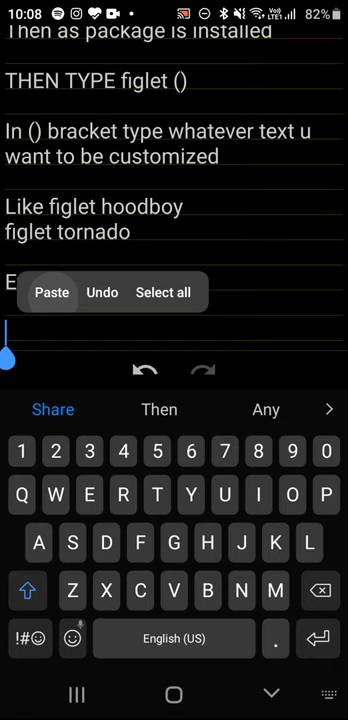 10:08
Vo))
LTE1
82%
Then as package is installed
THEN TYPE figlet ()
In () bracket type whatever text u
want to be customized
Like figlet hoodboy
figlet tornado
E
Paste Undo Select all
Share Then Any
1 2 3 4 5 6 7 8 9 0
Q W E R T Y U I O P
A S D F G H J K L
Z X C V B N M
!#☺ English (US) .